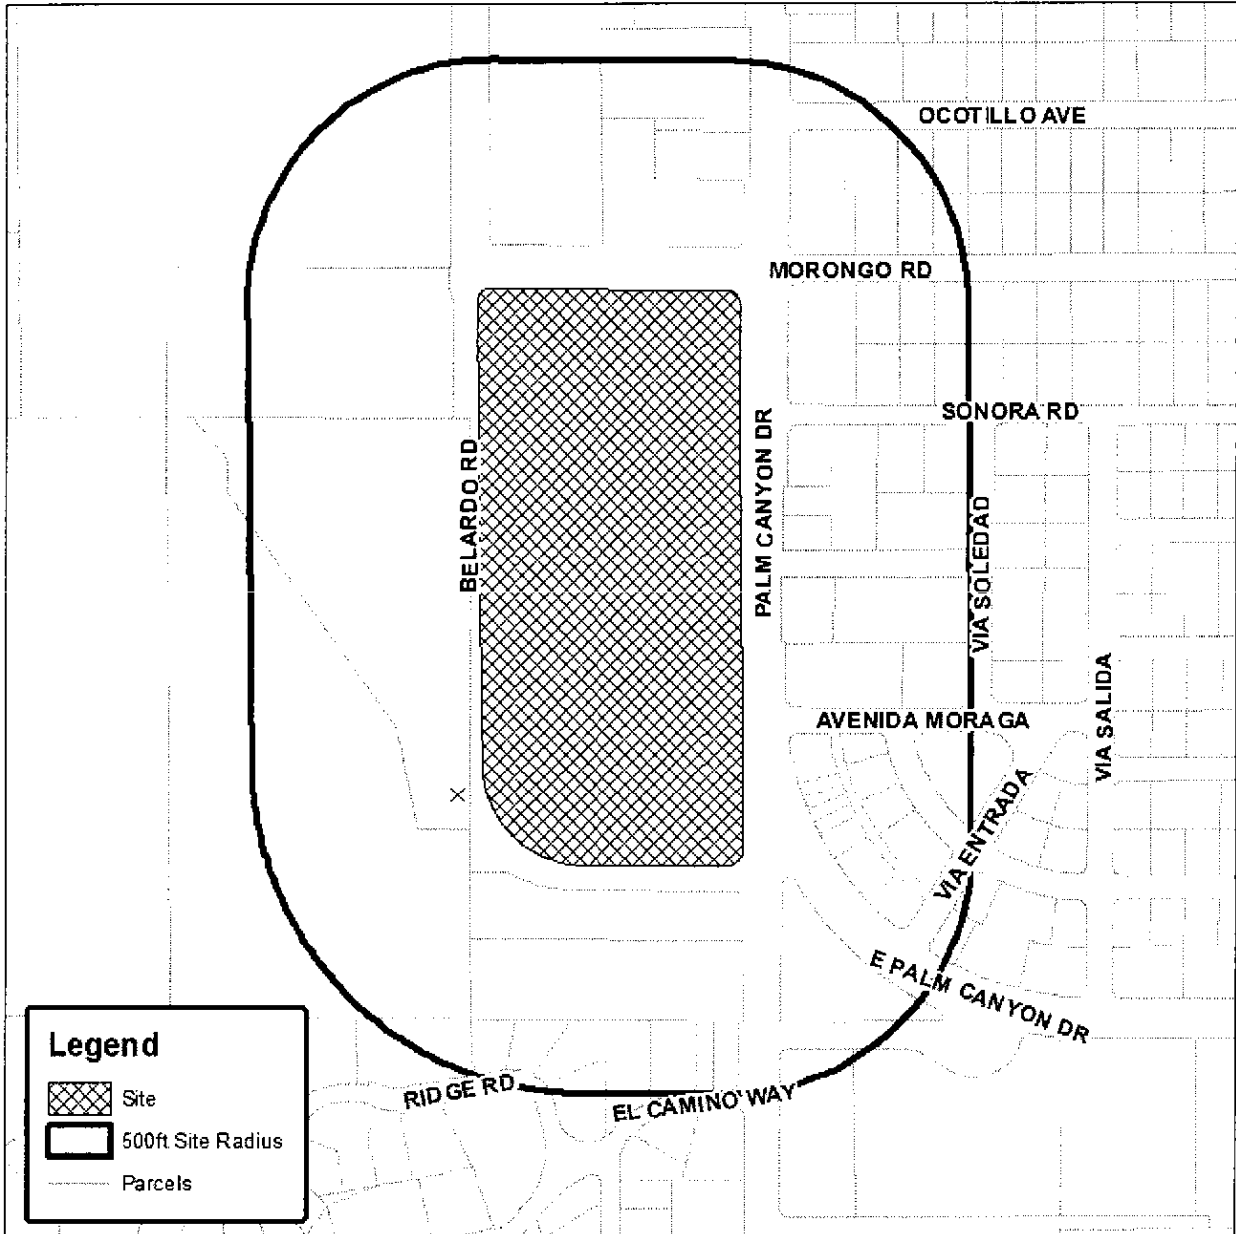 OCOTILLO AVE
MORONGO RD
SONORA RD
BELARDO RD
PALM CANYON DR
VIA SOLEDAD
AVENIDA MORAGA
VIA SALIDA
VIA ENTRADA
E PALM CANYON DR
RIDGE RD
EL CAMINO WAY
Legend
Site
500ft Site Radius
Parcels